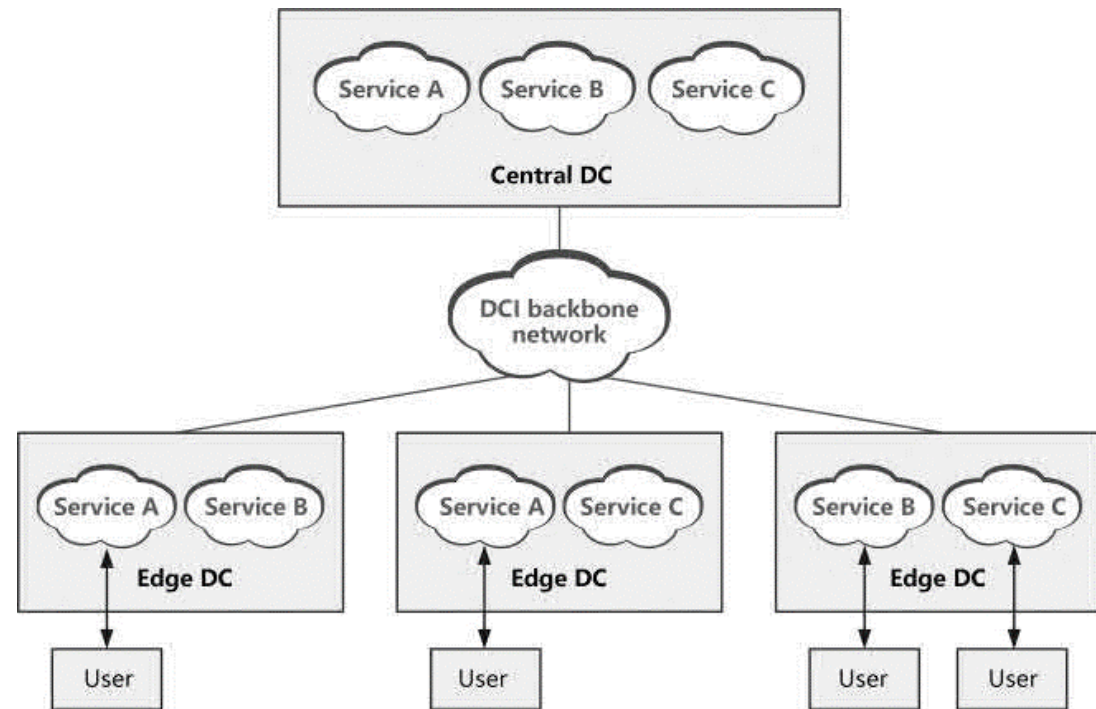 Service A
Service B
Service C
Central DC
DCI backbone
network
Service A
Service B
Edge DC
Service A
Service C
Edge DC
Service B
Service C
Edge DC
User
User
User
User